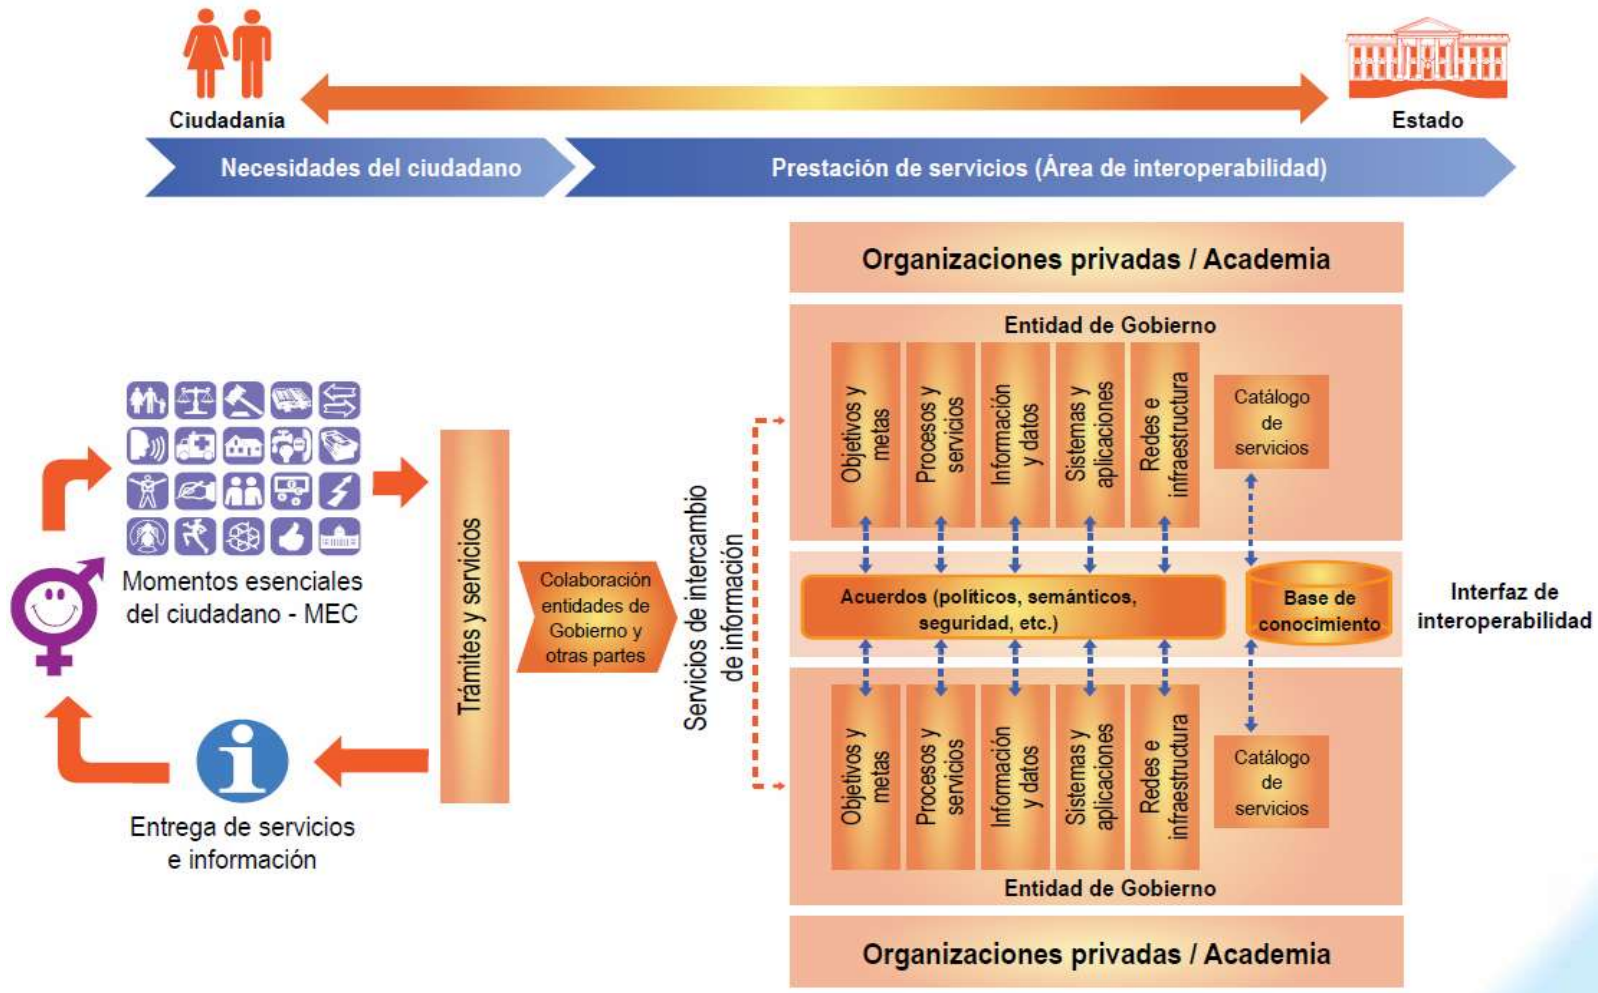 Ciudadanía
Estado
Necesidades del ciudadano
Prestación de servicios (Área de interoperabilidad)
Organizaciones privadas / Academia
Entidad de Gobierno
Objetivos y
metas
Procesos y
servicios
Información
y datos
Sistemas y
aplicaciones
Redes e
infraestructura
Catálogo
de
servicios
Momentos esenciales
del ciudadano - MEC
Trámites y servicios
Colaboración
entidades de
Gobierno y
otras partes
Servicios de intercambio
de información
Acuerdos (políticos, semánticos,
seguridad, etc.)
Base de
conocimiento
Interfaz de
interoperabilidad
Entrega de servicios
e información
Objetivos y
metas
Procesos y
servicios
Información
y datos
Sistemas y
aplicaciones
Redes e
infraestructura
Catálogo
de
servicios
Entidad de Gobierno
Organizaciones privadas / Academia